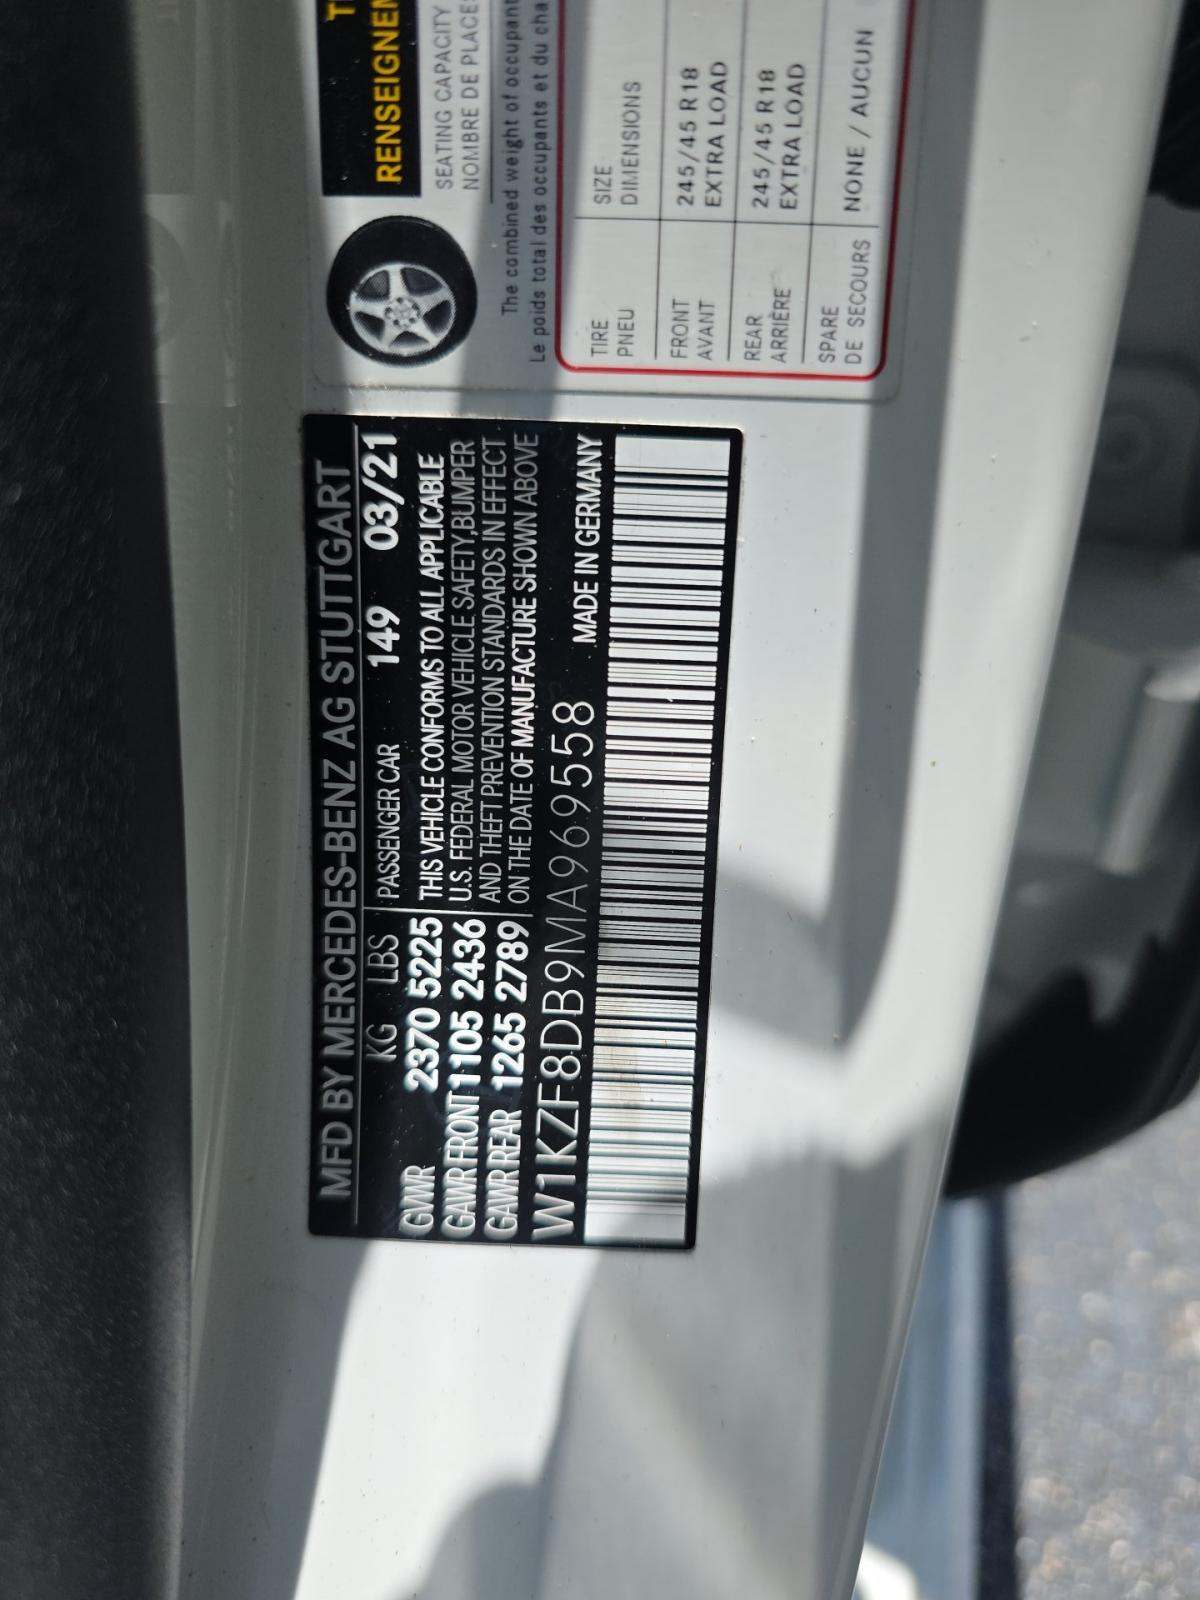 MFD BY MERCEDES-BENZ AG STUTTGART
KG LBS PASSENGER CAR 149 03/21
GVWR 2370 5225 THIS VEHICLE CONFORMS TO ALL APPLICABLE
GAWR FRONT 1105 2436 U.S. FEDERAL MOTOR VEHICLE SAFETY,BUMPER
GAWR REAR 1265 2789 AND THEFT PREVENTION STANDARDS IN EFFECT
ON THE DATE OF MANUFACTURE SHOWN ABOVE
W1KZF8DB9MA969558 MADE IN GERMANY
SEATING CAPACITY
NOMBRE DE PLACES
The combined weight of occupant
Le poids total des occupants et du cha
TIRE SIZE
PNEU DIMENSIONS
FRONT 245/45 R18
AVANT EXTRA LOAD
REAR 245/45 R18
ARRIÈRE EXTRA LOAD
SPARE NONE / AUCUN
DE SECOURS